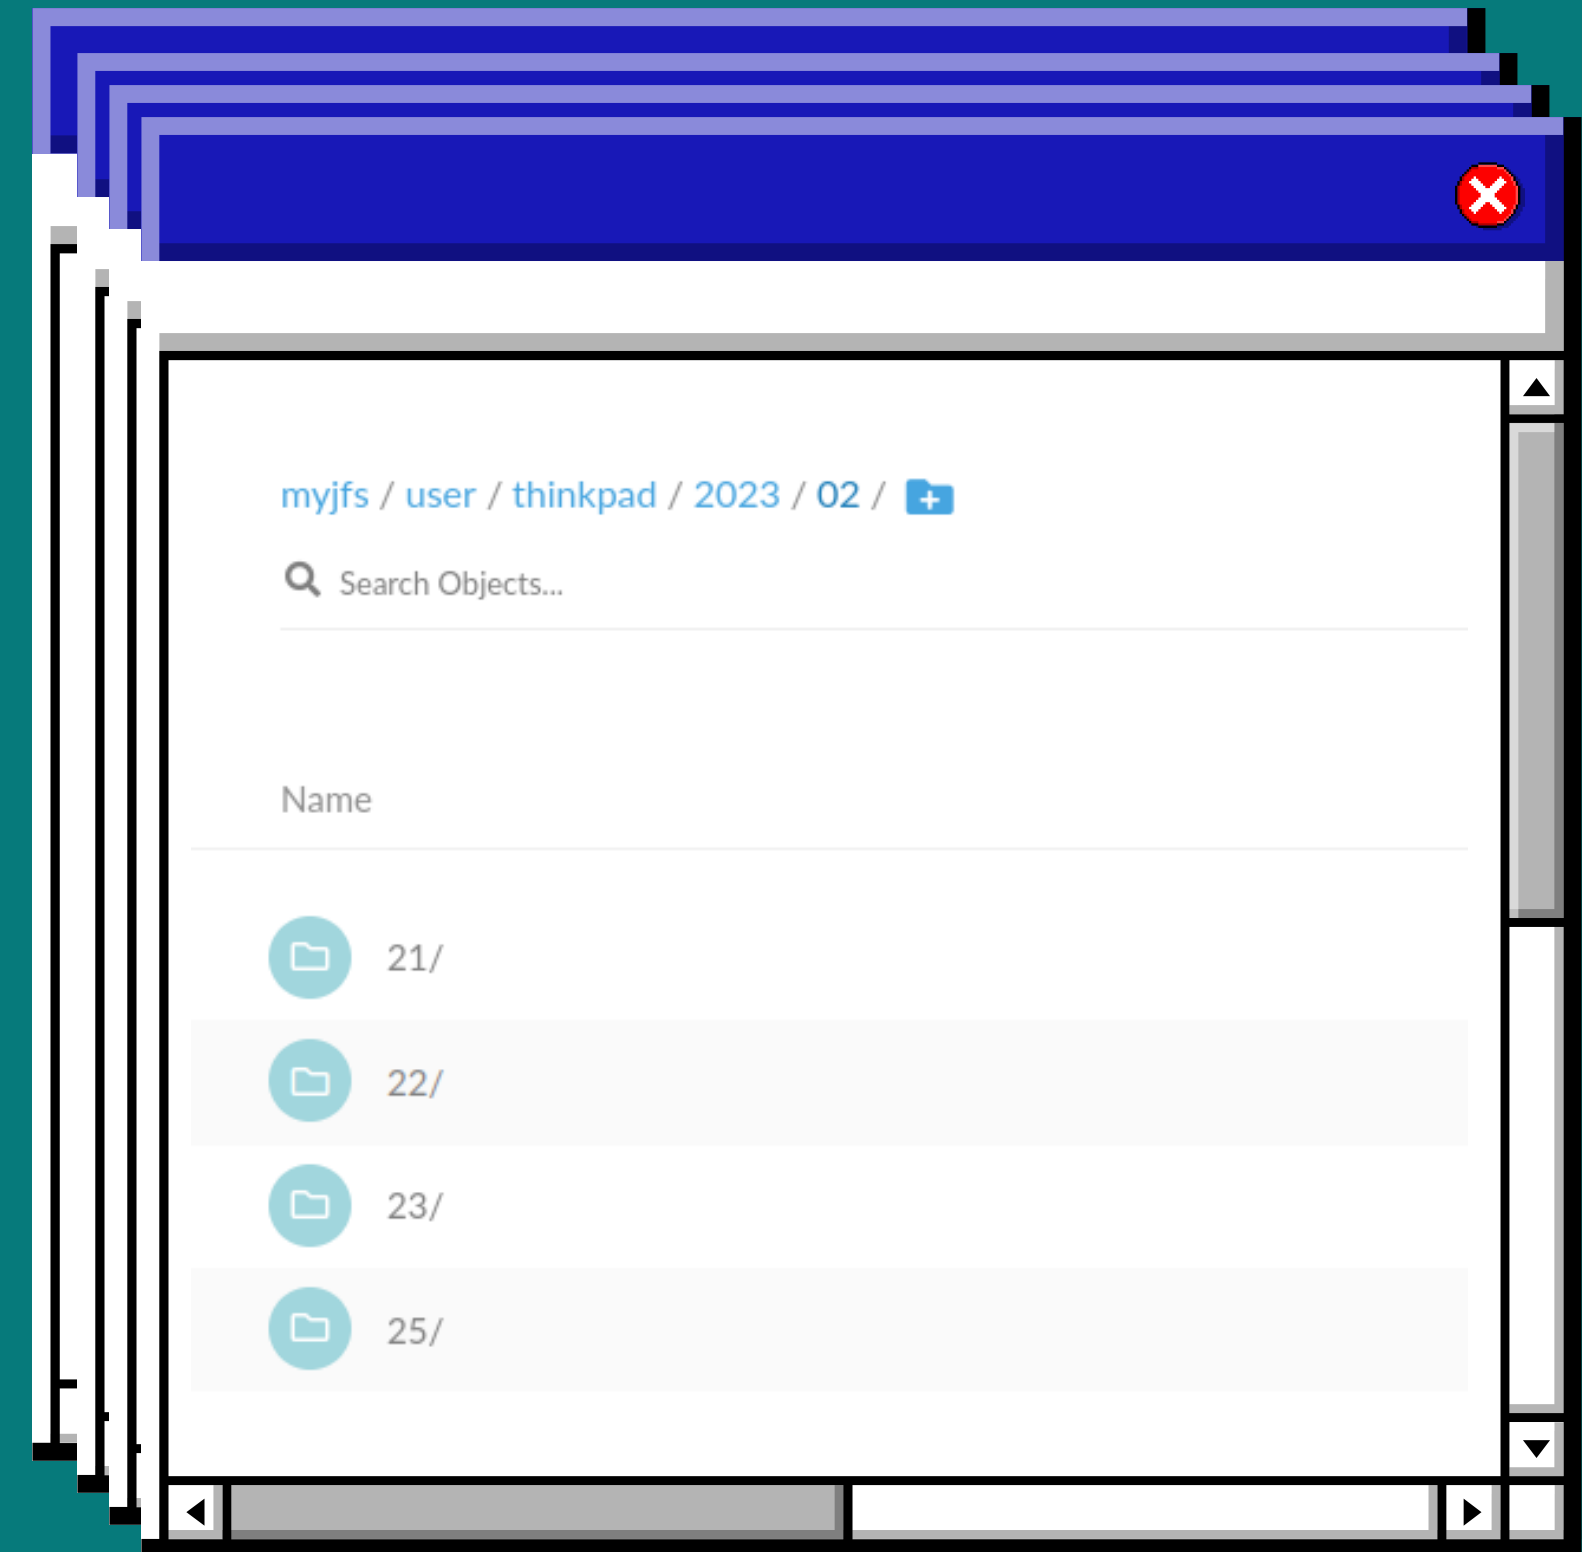 myjfs / user / thinkpad / 2023 / 02 /
Search Objects...
Name
21/
22/
23/
25/